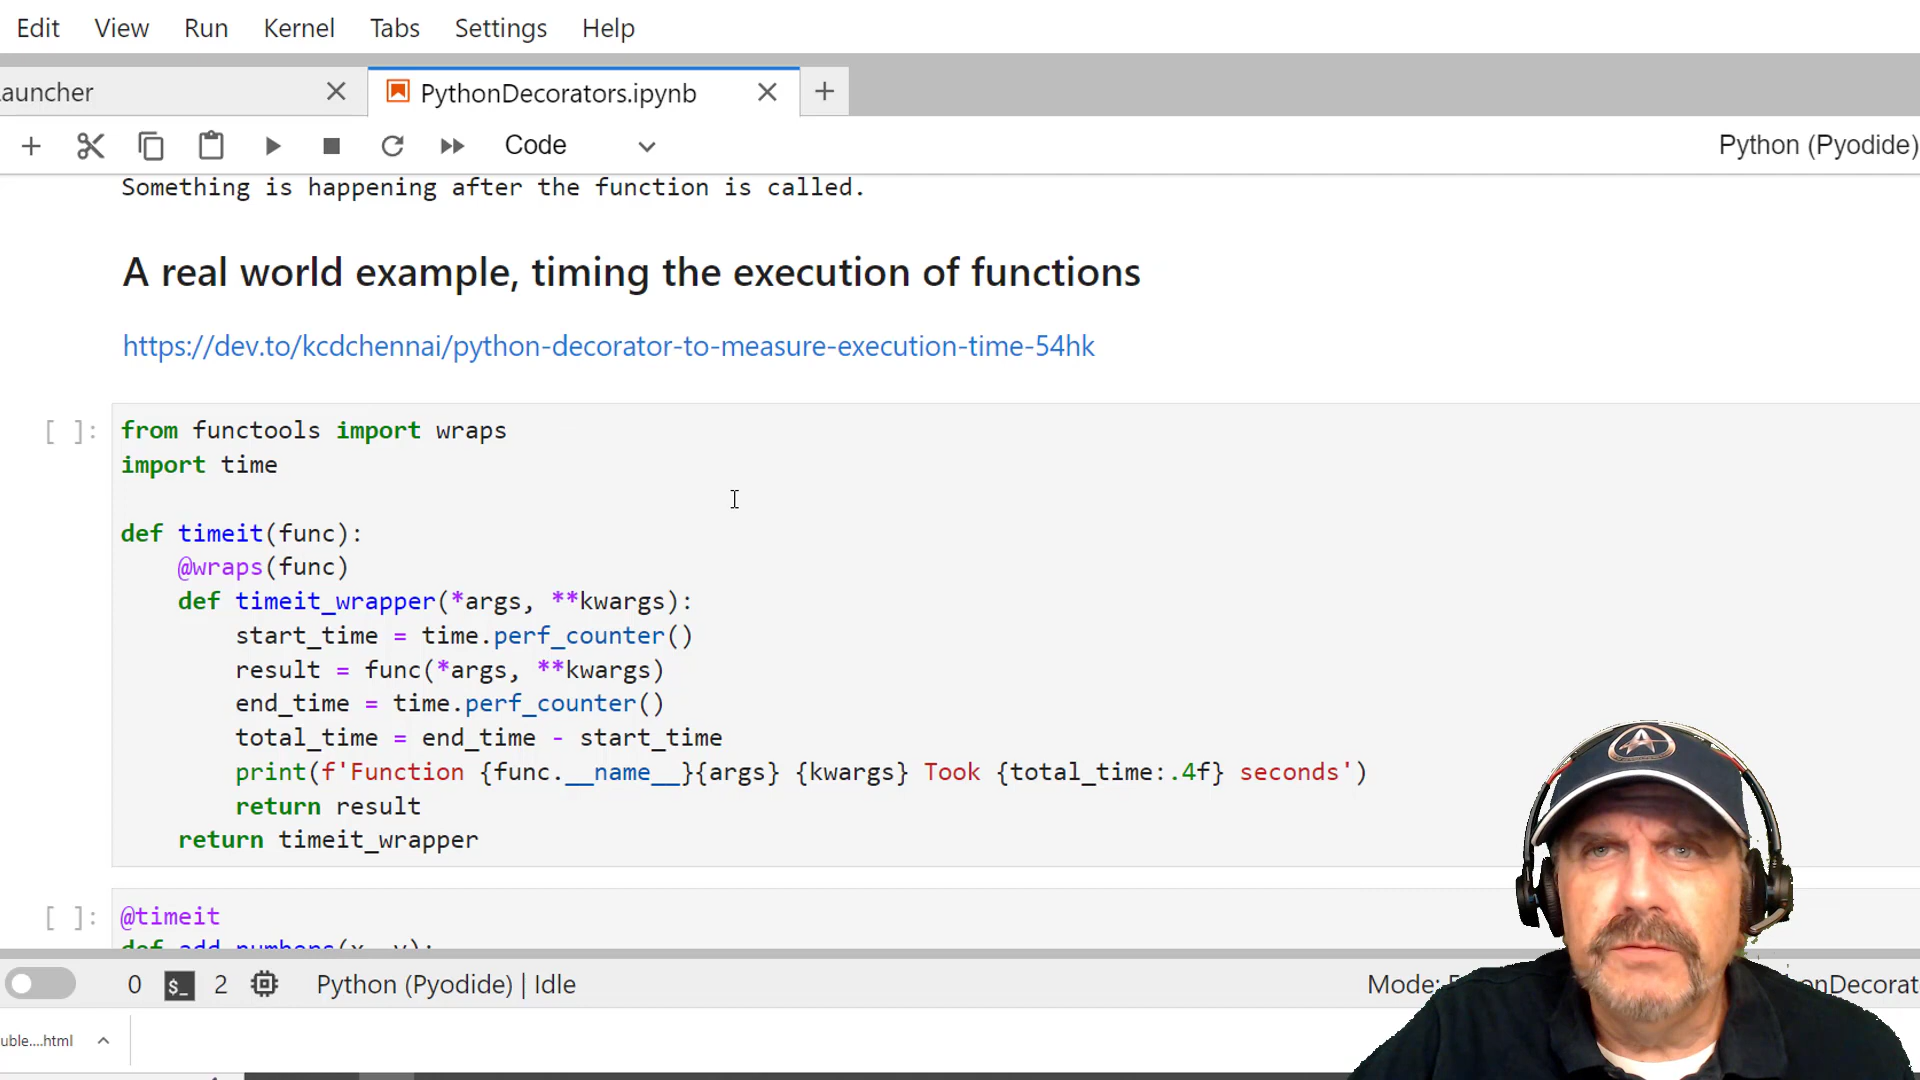 Edit View Run Kernel Tabs Settings Help
auncher PythonDecorators.ipynb
Code Python (Pyodide)
Something is happening after the function is called.
A real world example, timing the execution of functions
https://dev.to/kcdchennai/python-decorator-to-measure-execution-time-54hk
[ ]: from functools import wraps
import time
def timeit(func):
@wraps(func)
def timeit_wrapper(*args, **kwargs):
start_time = time.perf_counter()
result = func(*args, **kwargs)
end_time = time.perf_counter()
total_time = end_time - start_time
print(f'Function {func.__name__}{args} {kwargs} Took {total_time:.4f} seconds')
return result
return timeit_wrapper
[ ]: @timeit
def add_numbers(x, y):
0 $_ 2 Python (Pyodide) | Idle Mode: onDecorat
uble....html